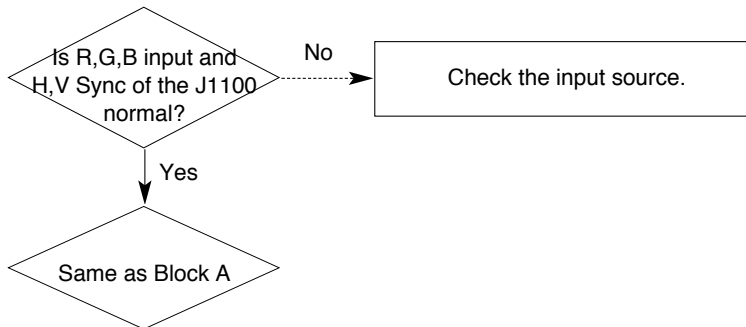 Is R,G,B input and
H,V Sync of the J1100
normal?
No
Check the input source.
Yes
Same as Block A